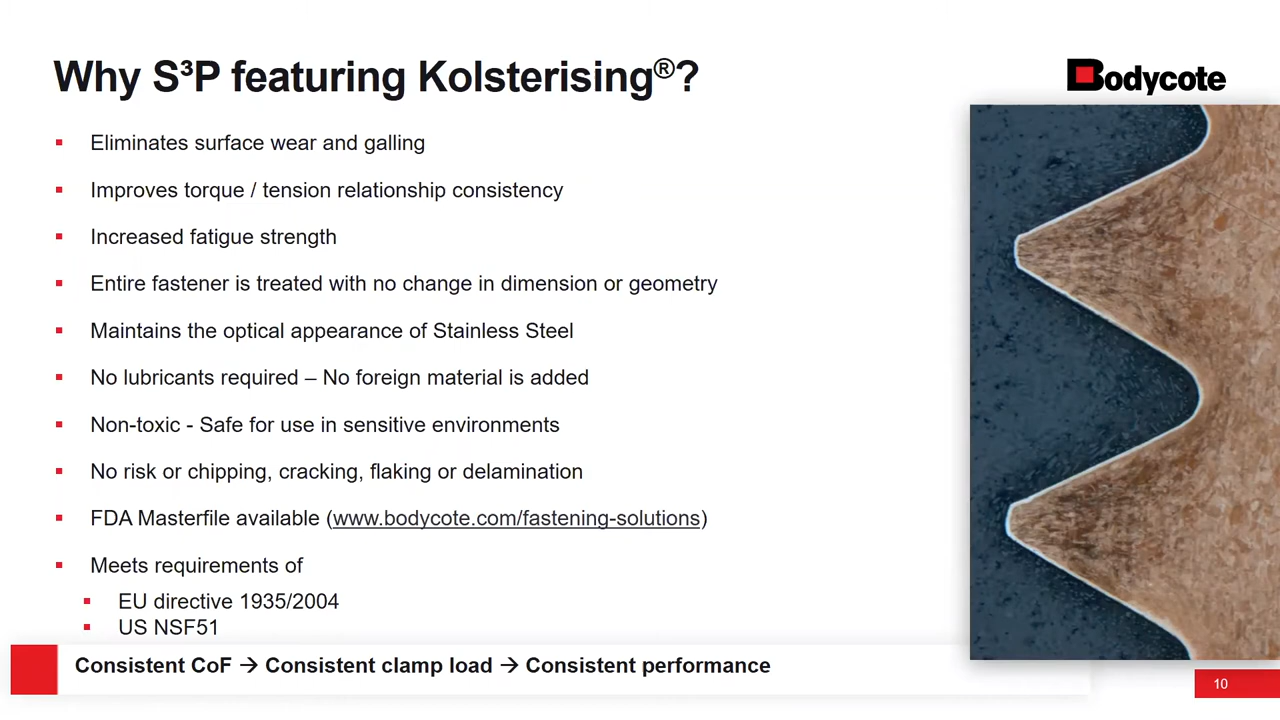 Why S³P featuring Kolsterising®?
Bodycote
Eliminates surface wear and galling
Improves torque / tension relationship consistency
Increased fatigue strength
Entire fastener is treated with no change in dimension or geometry
Maintains the optical appearance of Stainless Steel
No lubricants required – No foreign material is added
Non-toxic - Safe for use in sensitive environments
No risk or chipping, cracking, flaking or delamination
FDA Masterfile available (www.bodycote.com/fastening-solutions)
Meets requirements of
EU directive 1935/2004
US NSF51
Consistent CoF → Consistent clamp load → Consistent performance
10